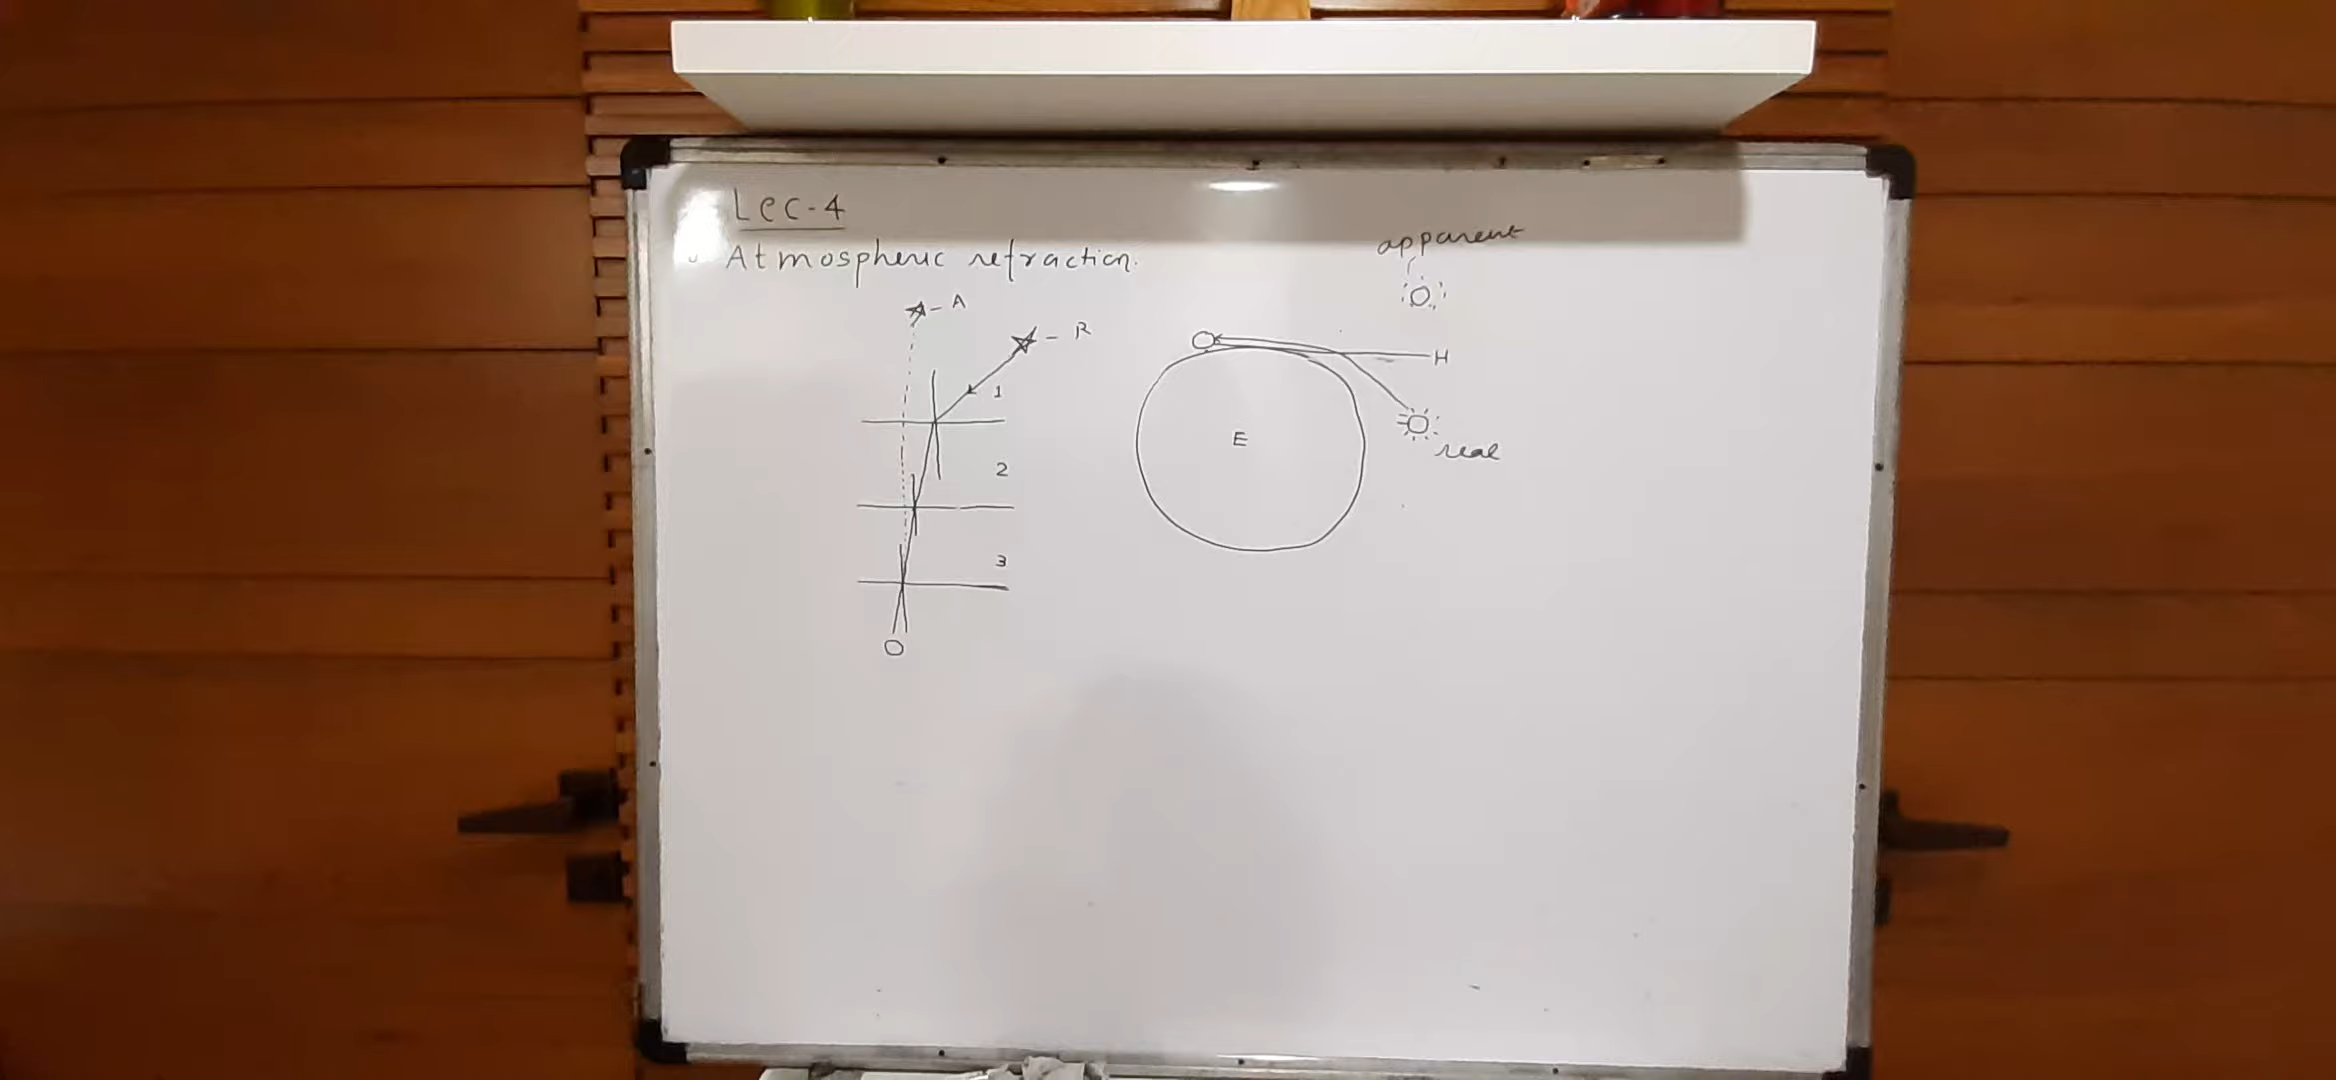 Lec-4
Atmospheric refraction.
A
R
1
2
3
O
apparent
H
E
real